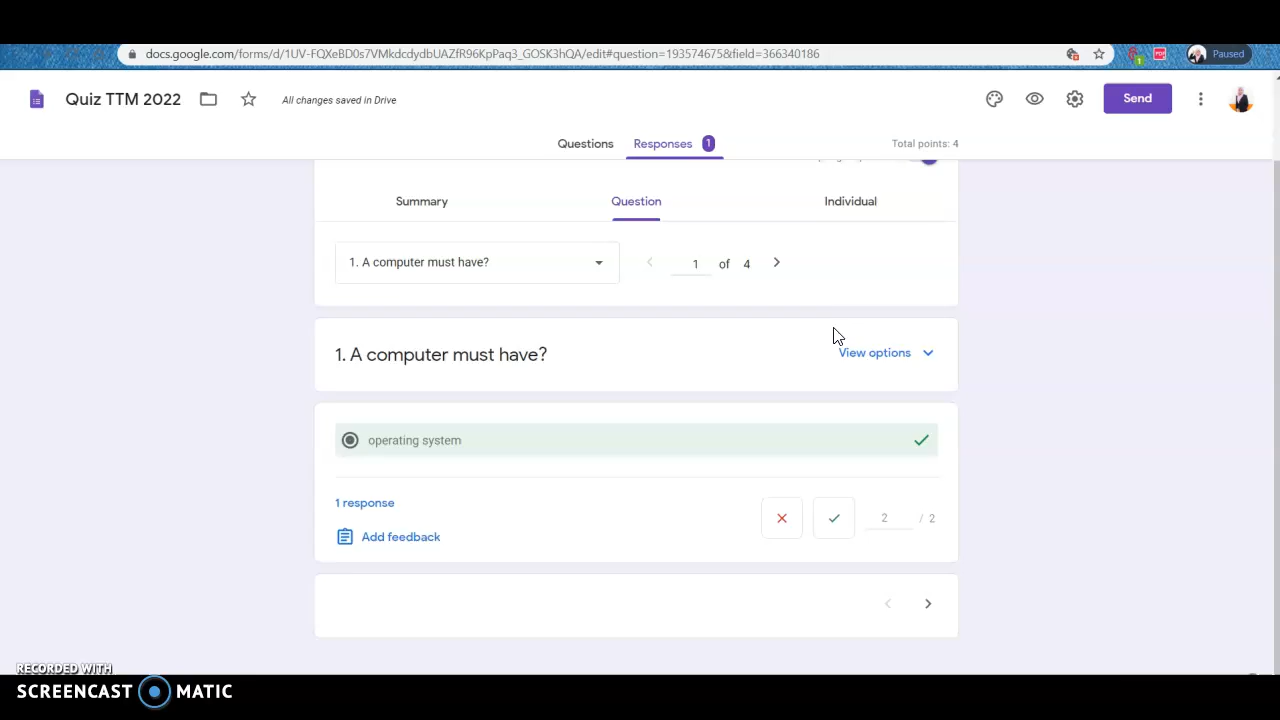 docs.google.com/forms/d/1UV-FQXeBD0s7VMkdcdydbUAZfR96KpPaq3_GOSK3hQA/edit#question=193574675&field=366340186
Paused
Quiz TTM 2022
All changes saved in Drive
Send
Questions
Responses 1
Total points: 4
Summary
Question
Individual
1. A computer must have?
1 of 4
1. A computer must have?
View options
operating system
1 response
2 / 2
Add feedback
RECORDED WITH
SCREENCAST MATIC